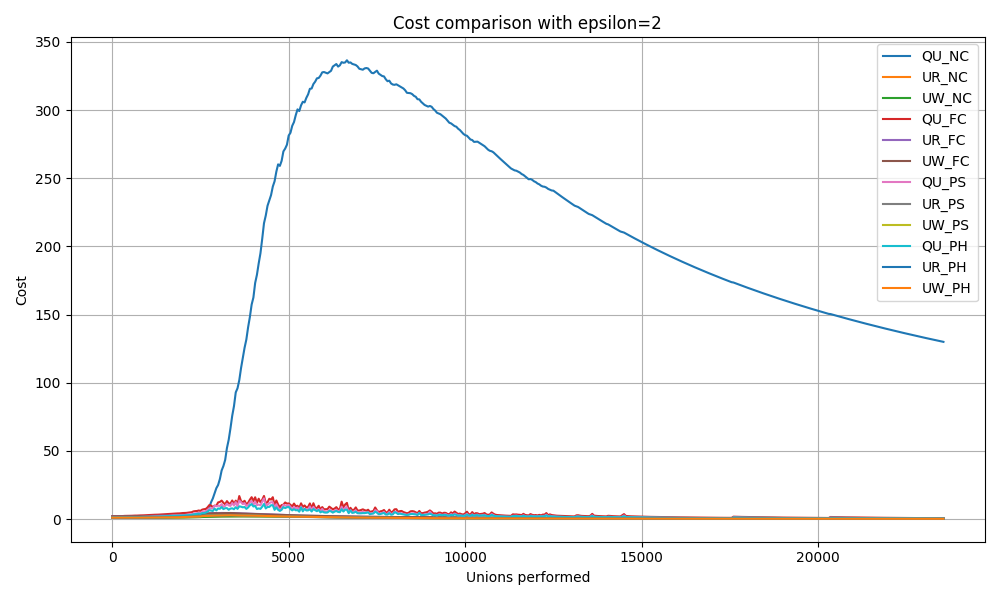 Cost comparison with epsilon=2
Cost
350
300
250
200
150
100
50
0
0
5000
10000
15000
20000
Unions performed
QU_NC
UR_NC
UW_NC
QU_FC
UR_FC
UW_FC
QU_PS
UR_PS
UW_PS
QU_PH
UR_PH
UW_PH